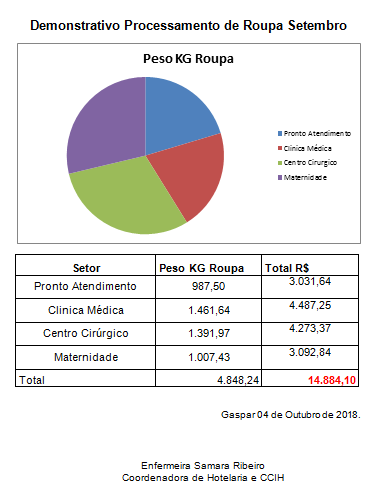 Demonstrativo Processamento de Roupa Setembro
Peso KG Roupa
Pronto Atendimento
Clinica Médica
Centro Cirurgico
Maternidade
Setor Peso KG Roupa Total R$
Pronto Atendimento 987,50 3.031,64
Clinica Médica 1.461,64 4.487,25
Centro Cirúrgico 1.391,97 4.273,37
Maternidade 1.007,43 3.092,84
Total 4.848,24 14.884,10
Gaspar 04 de Outubro de 2018.
Enfermeira Samara Ribeiro
Coordenadora de Hotelaria e CCIH